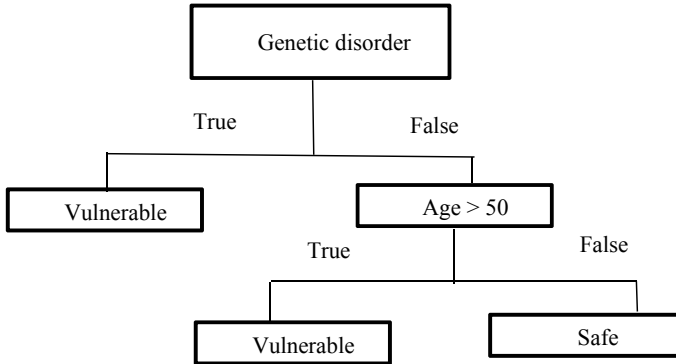 Genetic disorder
True
False
Vulnerable
Age > 50
True
False
Vulnerable
Safe